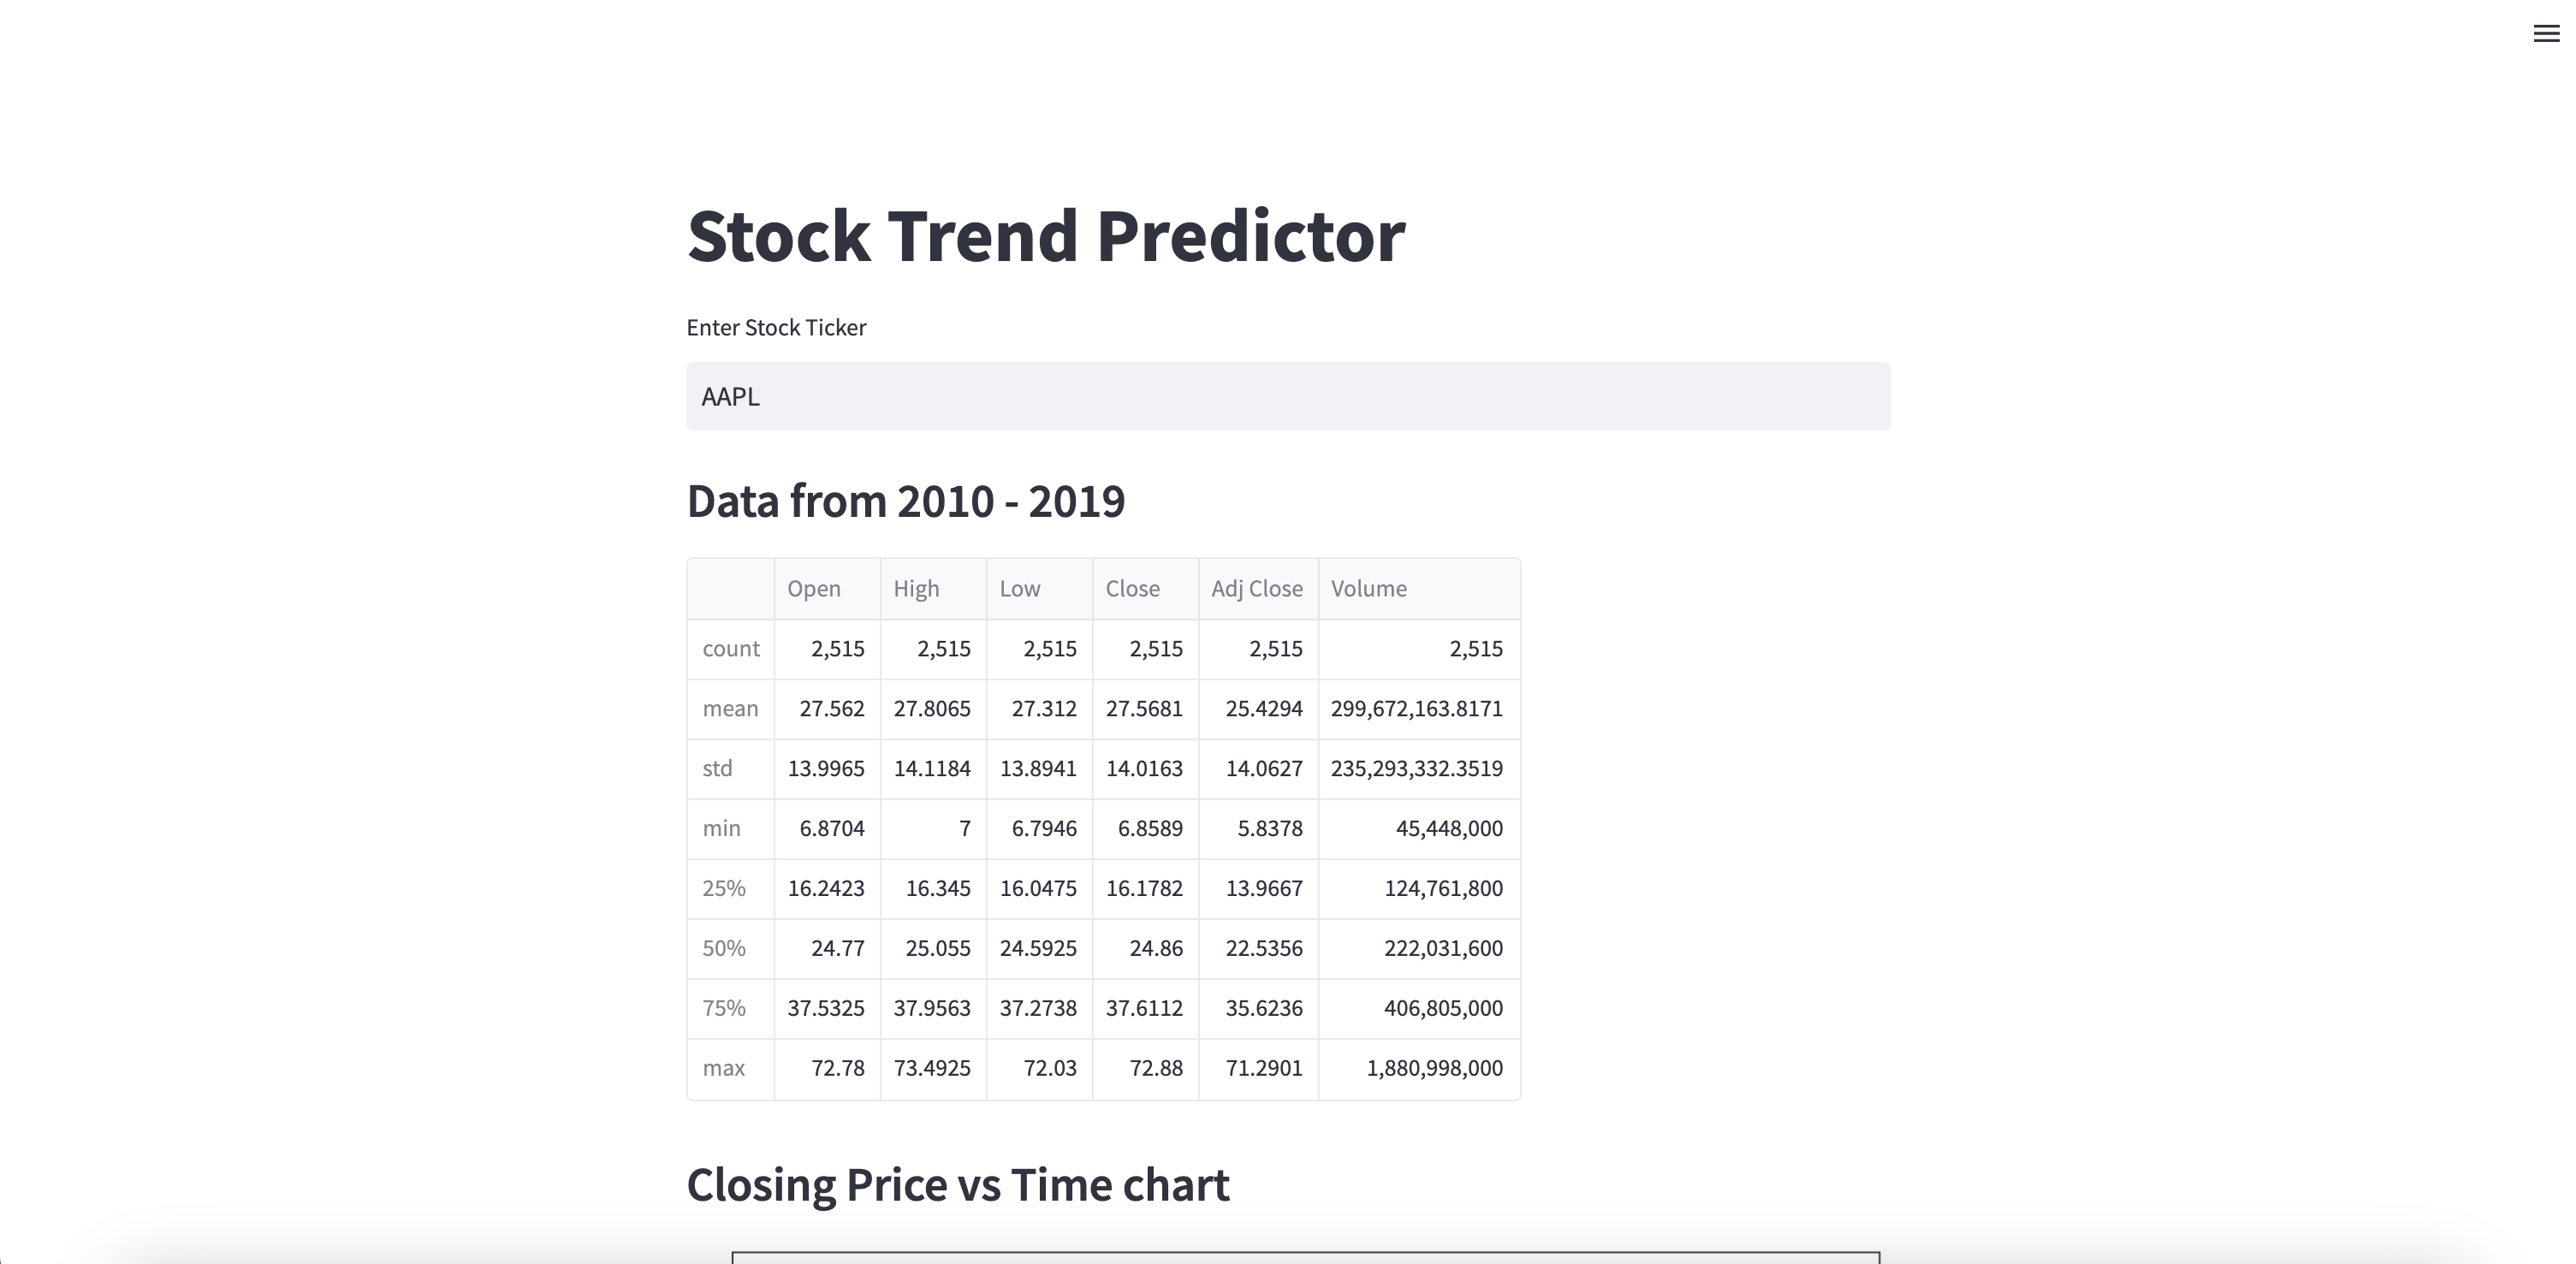 Stock Trend Predictor
Enter Stock Ticker
AAPL
Data from 2010 - 2019
Open High Low Close Adj Close Volume
count 2,515 2,515 2,515 2,515 2,515 2,515
mean 27.562 27.8065 27.312 27.5681 25.4294 299,672,163.8171
std 13.9965 14.1184 13.8941 14.0163 14.0627 235,293,332.3519
min 6.8704 7 6.7946 6.8589 5.8378 45,448,000
25% 16.2423 16.345 16.0475 16.1782 13.9667 124,761,800
50% 24.77 25.055 24.5925 24.86 22.5356 222,031,600
75% 37.5325 37.9563 37.2738 37.6112 35.6236 406,805,000
max 72.78 73.4925 72.03 72.88 71.2901 1,880,998,000
Closing Price vs Time chart